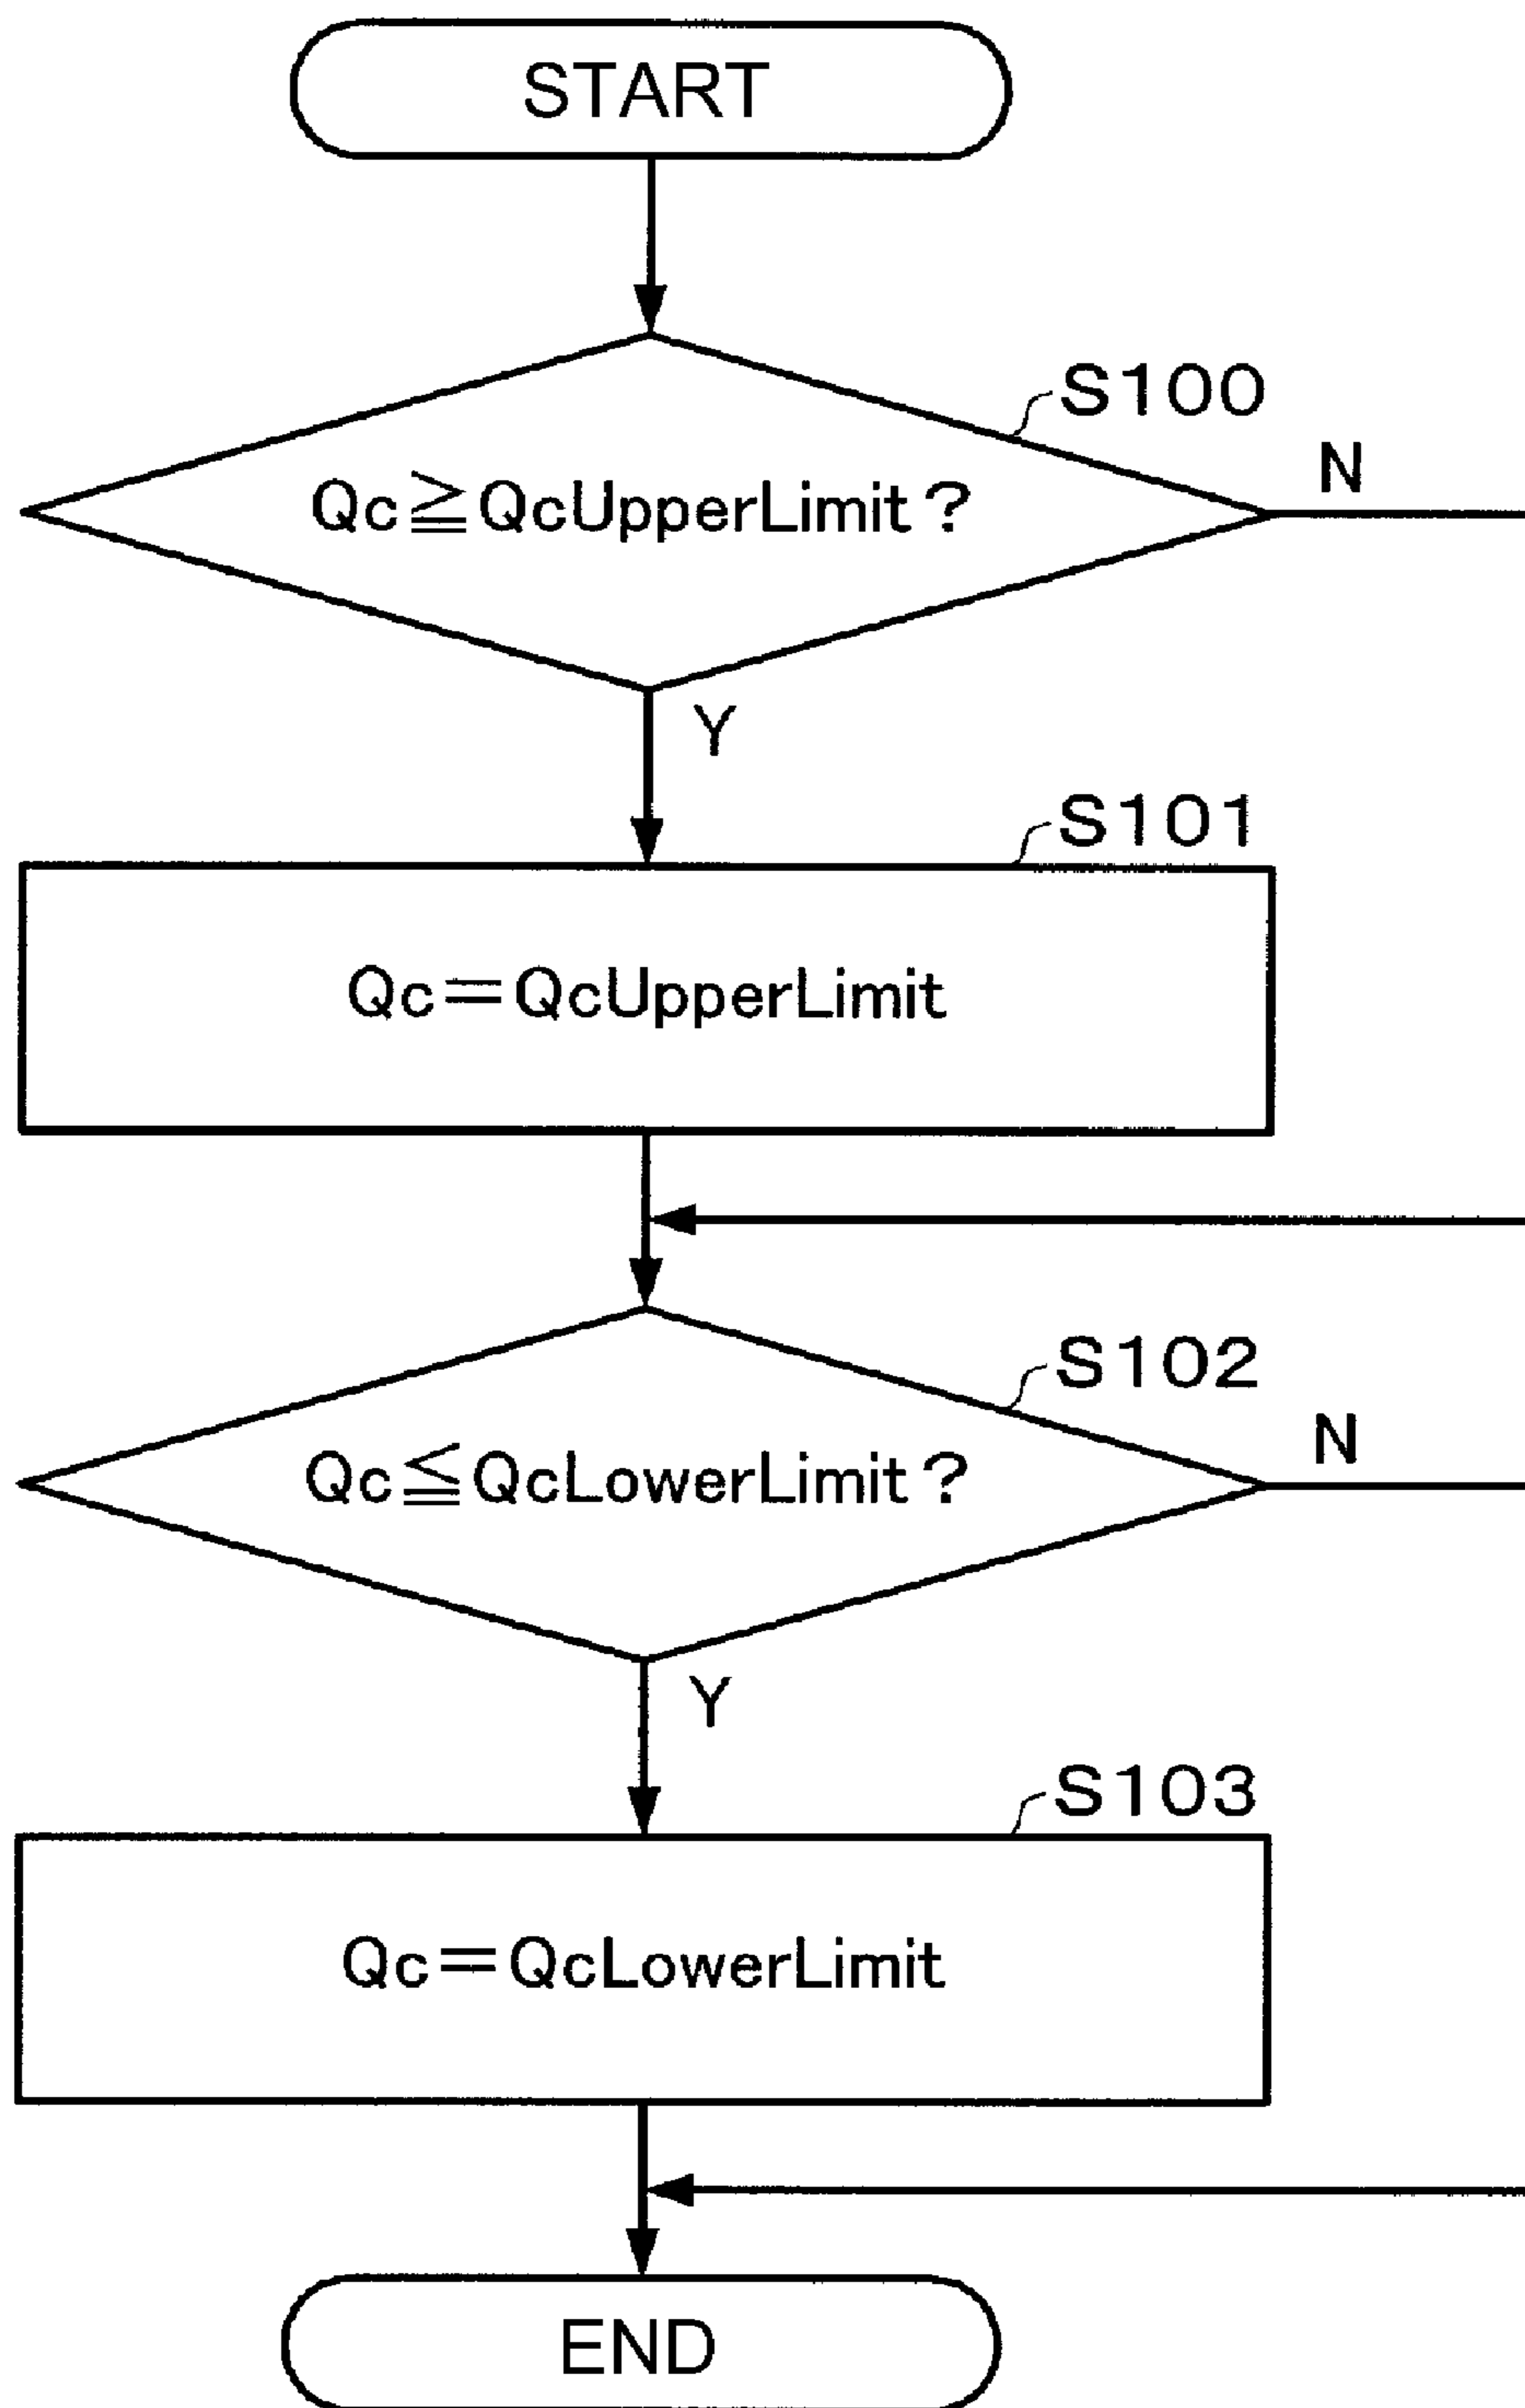 START
S100
N
Qc≧QcUpperLimit?
Y
S101
Qc=QcUpperLimit
S102
N
Qc≦QcLowerLimit?
Y
S103
Qc=QcLowerLimit
END